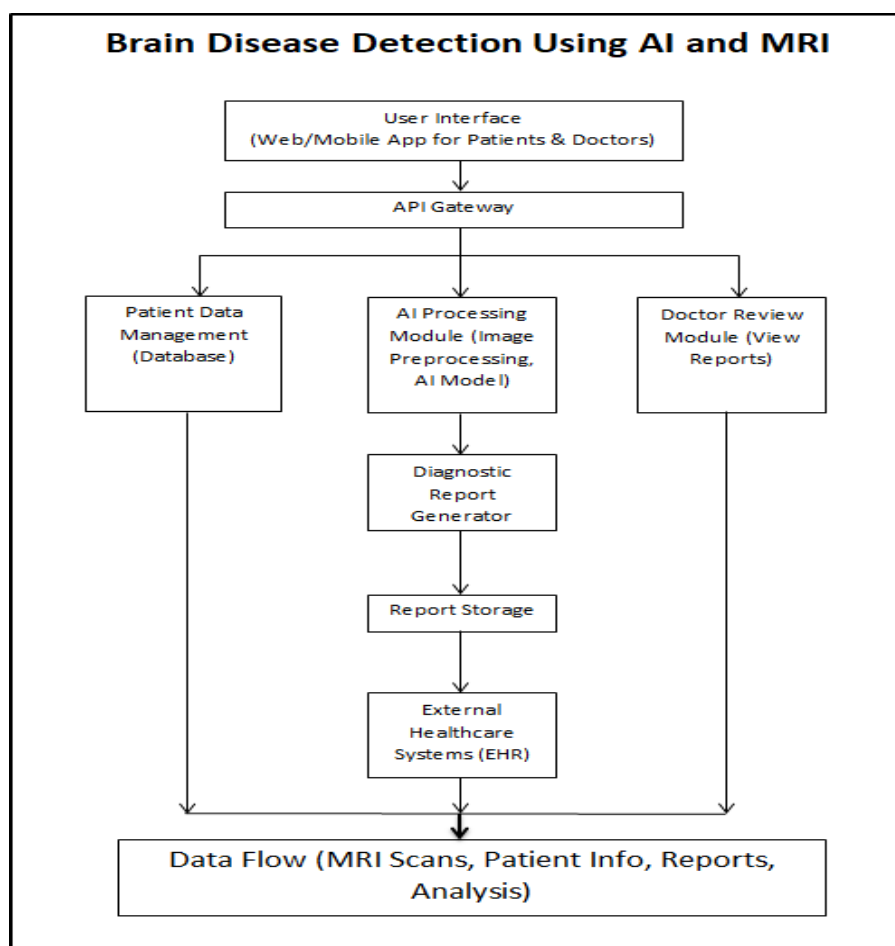 Brain Disease Detection Using AI and MRI
User Interface
(Web/Mobile App for Patients & Doctors)
API Gateway
Patient Data
Management
(Database)
AI Processing
Module (Image
Preprocessing,
AI Model)
Doctor Review
Module (View
Reports)
Diagnostic
Report
Generator
Report Storage
External
Healthcare
Systems (EHR)
Data Flow (MRI Scans, Patient Info, Reports,
Analysis)